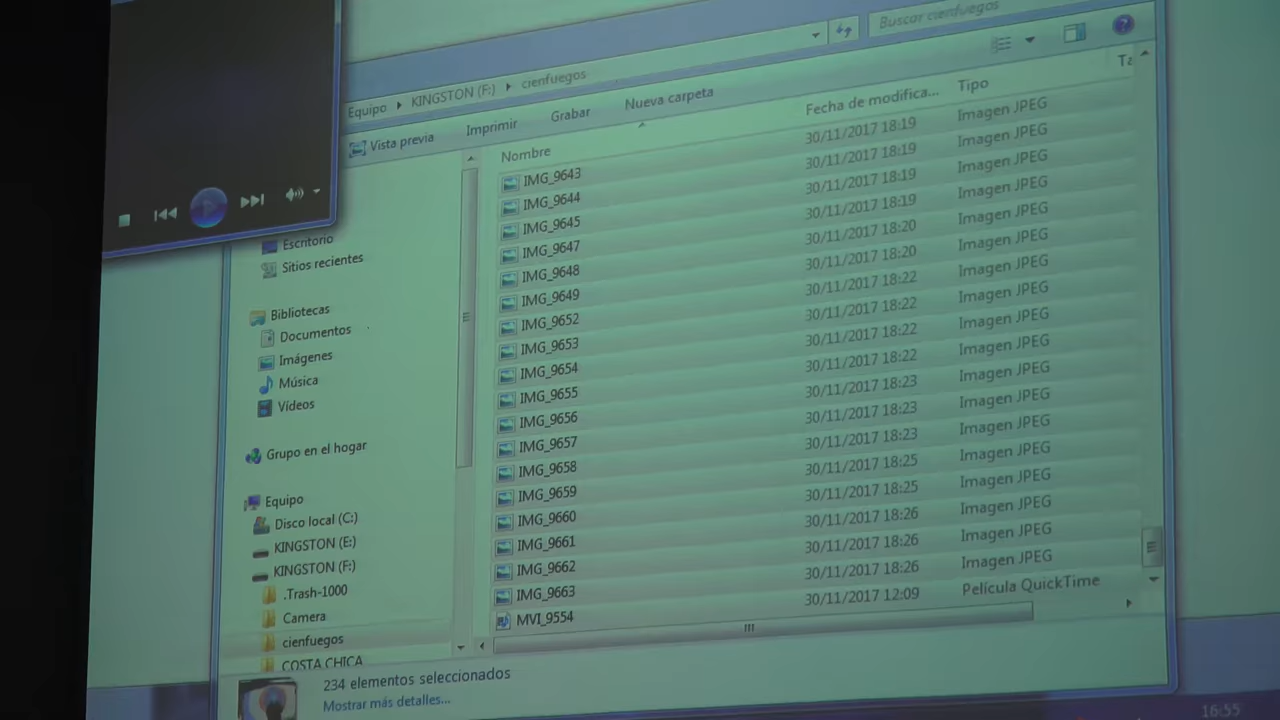 Buscar cienfuegos
Equipo ▸ KINGSTON (F:) ▸ cienfuegos
Vista previa Imprimir Grabar Nueva carpeta
Nombre Fecha de modifica... Tipo Ta
30/11/2017 18:19 Imagen JPEG
IMG_9643 30/11/2017 18:19 Imagen JPEG
IMG_9644 30/11/2017 18:19 Imagen JPEG
IMG_9645 30/11/2017 18:19 Imagen JPEG
IMG_9647 30/11/2017 18:20 Imagen JPEG
IMG_9648 30/11/2017 18:20 Imagen JPEG
IMG_9649 30/11/2017 18:22 Imagen JPEG
IMG_9652 30/11/2017 18:22 Imagen JPEG
IMG_9653 30/11/2017 18:22 Imagen JPEG
IMG_9654 30/11/2017 18:22 Imagen JPEG
IMG_9655 30/11/2017 18:23 Imagen JPEG
IMG_9656 30/11/2017 18:23 Imagen JPEG
IMG_9657 30/11/2017 18:23 Imagen JPEG
IMG_9658 30/11/2017 18:25 Imagen JPEG
IMG_9659 30/11/2017 18:25 Imagen JPEG
IMG_9660 30/11/2017 18:26 Imagen JPEG
IMG_9661 30/11/2017 18:26 Imagen JPEG
IMG_9662 30/11/2017 18:26 Imagen JPEG
IMG_9663
MVI_9554 30/11/2017 12:09 Película QuickTime
Escritorio
Sitios recientes
Bibliotecas
Documentos
Imágenes
Música
Vídeos
Grupo en el hogar
Equipo
Disco local (C:)
KINGSTON (E:)
KINGSTON (F:)
.Trash-1000
Camera
cienfuegos
COSTA CHICA
234 elementos seleccionados
Mostrar más detalles...
16:55